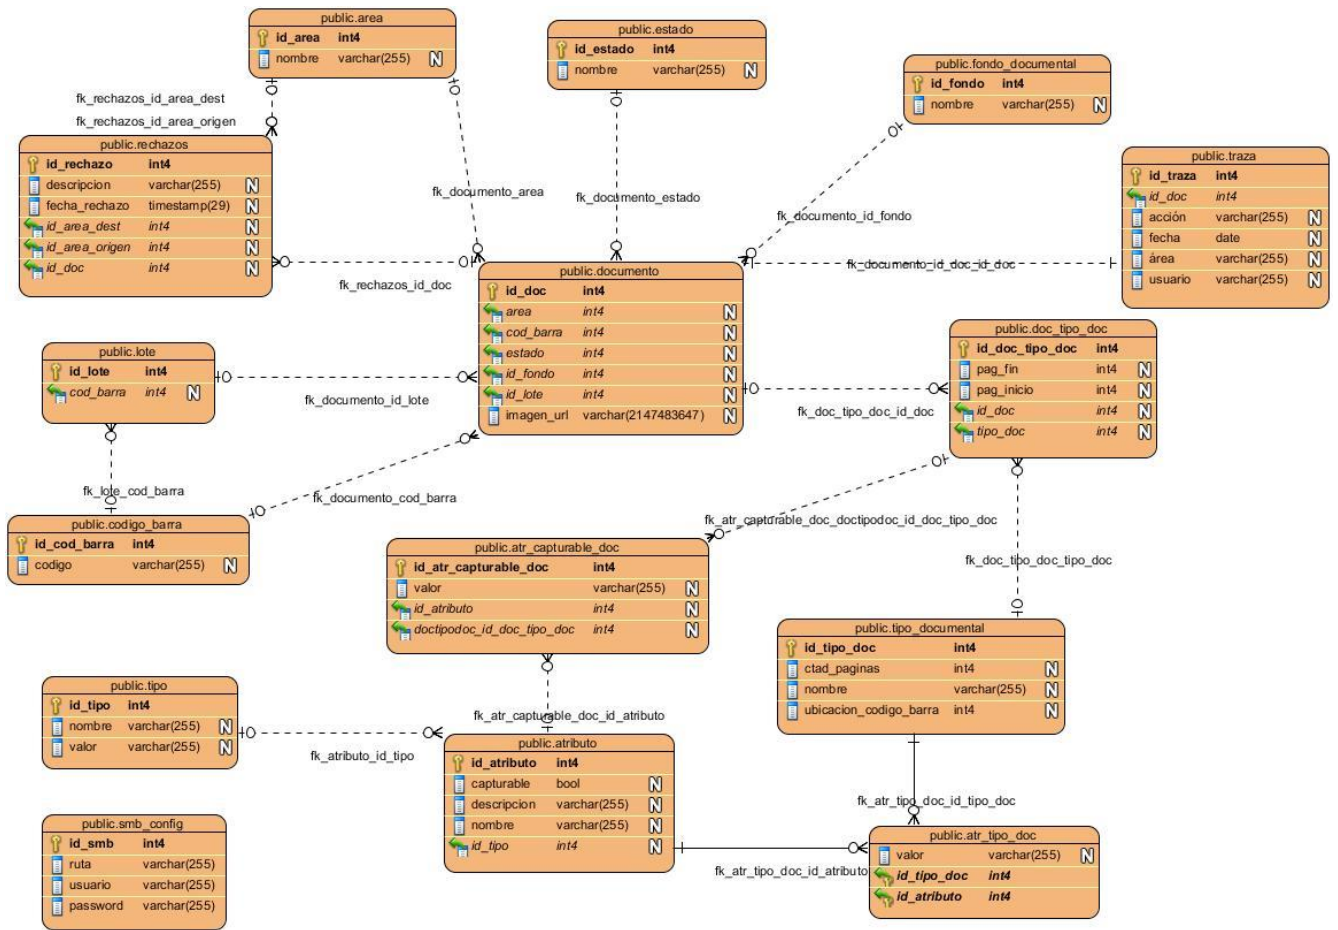 public.area
id_area int4
nombre varchar(255) N
public.estado
id_estado int4
nombre varchar(255) N
public.fondo_documental
id_fondo int4
nombre varchar(255) N
fk_rechazos_id_area_dest
fk_rechazos_id_area_origen
public.rechazos
id_rechazo int4
descripcion varchar(255) N
fecha_rechazo timestamp(29) N
id_area_dest int4 N
id_area_origen int4 N
id_doc int4 N
public.traza
id_traza int4
id_doc int4
acción varchar(255) N
fecha date N
área varchar(255) N
usuario varchar(255) N
fk_documento_area
fk_documento_estado
fk_documento_id_fondo
fk_documento_id_doc_id_doc
fk_rechazos_id_doc
public.documento
id_doc int4
area int4 N
cod_barra int4 N
estado int4 N
id_fondo int4 N
id_lote int4 N
imagen_url varchar(2147483647) N
public.doc_tipo_doc
id_doc_tipo_doc int4
pag_fin int4 N
pag_inicio int4 N
id_doc int4 N
tipo_doc int4 N
public.lote
id_lote int4
cod_barra int4 N
fk_documento_id_lote
fk_doc_tipo_doc_id_doc
fk_lote_cod_barra
fk_documento_cod_barra
public.codigo_barra
id_cod_barra int4
codigo varchar(255) N
fk_atr_capturable_doc_doctipodoc_id_doc_tipo_doc
fk_doc_tipo_doc_tipo_doc
public.atr_capturable_doc
id_atr_capturable_doc int4
valor varchar(255) N
id_atributo int4 N
doctipodoc_id_doc_tipo_doc int4 N
public.tipo_documental
id_tipo_doc int4
ctad_paginas int4 N
nombre varchar(255) N
ubicacion_codigo_barra int4 N
public.tipo
id_tipo int4
nombre varchar(255) N
valor varchar(255) N
fk_atr_capturable_doc_id_atributo
fk_atributo_id_tipo
public.atributo
id_atributo int4
capturable bool N
descripcion varchar(255) N
nombre varchar(255) N
id_tipo int4 N
fk_atr_tipo_doc_id_tipo_doc
public.smb_config
id_smb int4
ruta varchar(255)
usuario varchar(255)
password varchar(255)
fk_atr_tipo_doc_id_atributo
public.atr_tipo_doc
valor varchar(255) N
id_tipo_doc int4
id_atributo int4